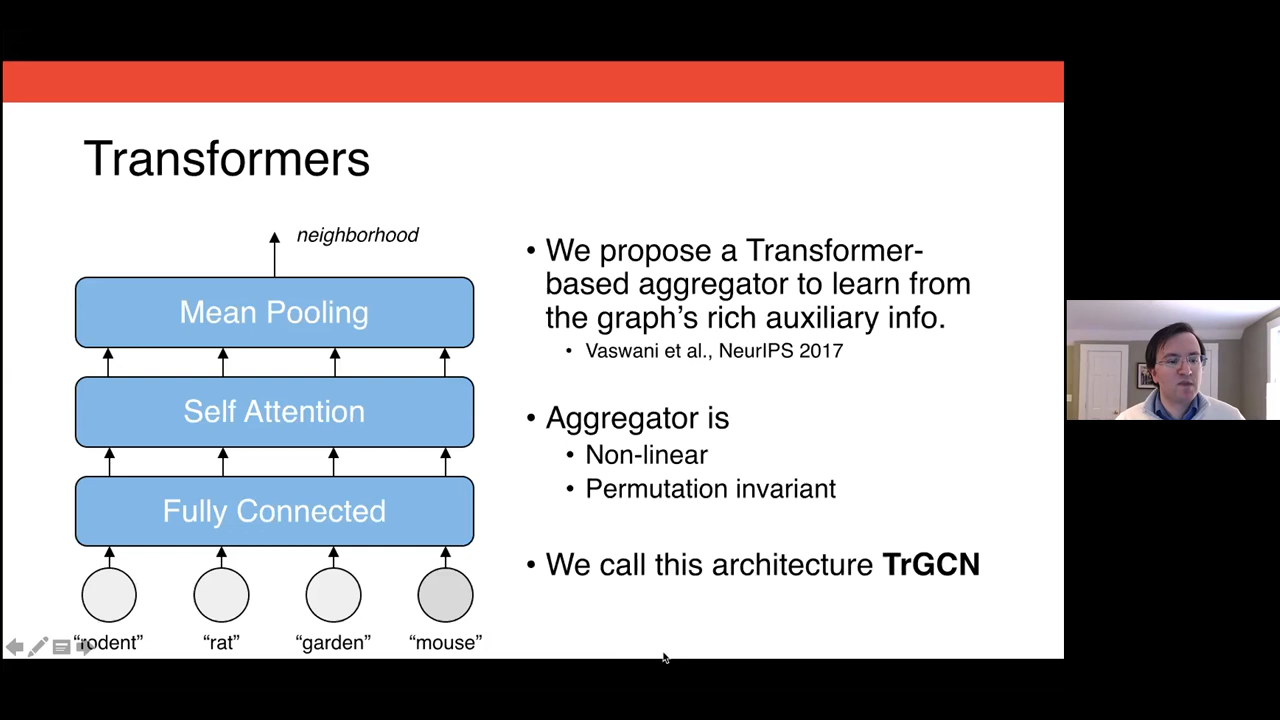 Transformers
neighborhood
Mean Pooling
Self Attention
Fully Connected
“rodent” “rat” “garden” “mouse”
• We propose a Transformer-
based aggregator to learn from
the graph’s rich auxiliary info.
• Vaswani et al., NeurIPS 2017
• Aggregator is
• Non-linear
• Permutation invariant
• We call this architecture TrGCN